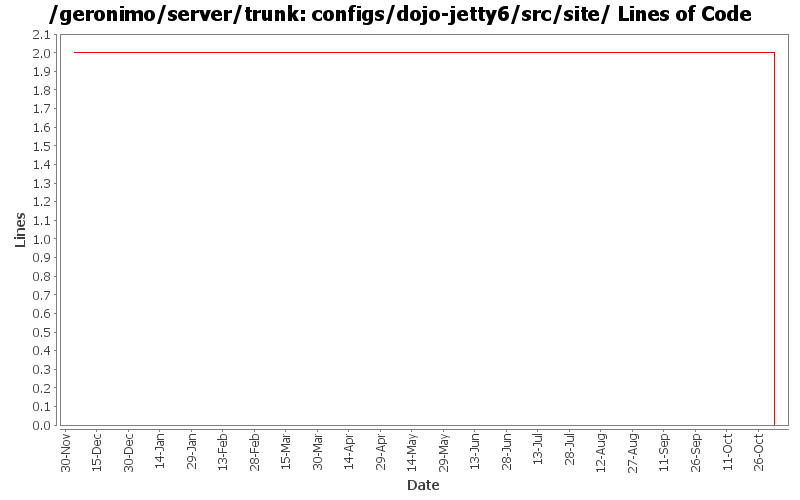 /geronimo/server/trunk: configs/dojo-jetty6/src/site/ Lines of Code
2.1
2.0
1.9
1.8
1.7
1.6
1.5
1.4
1.3
1.2
1.1
1.0
0.9
0.8
0.7
0.6
0.5
0.4
0.3
0.2
0.1
0.0
Lines
30-Nov
15-Dec
30-Dec
14-Jan
29-Jan
13-Feb
28-Feb
15-Mar
30-Mar
14-Apr
29-Apr
14-May
29-May
13-Jun
28-Jun
13-Jul
28-Jul
12-Aug
27-Aug
11-Sep
26-Sep
11-Oct
26-Oct
Date